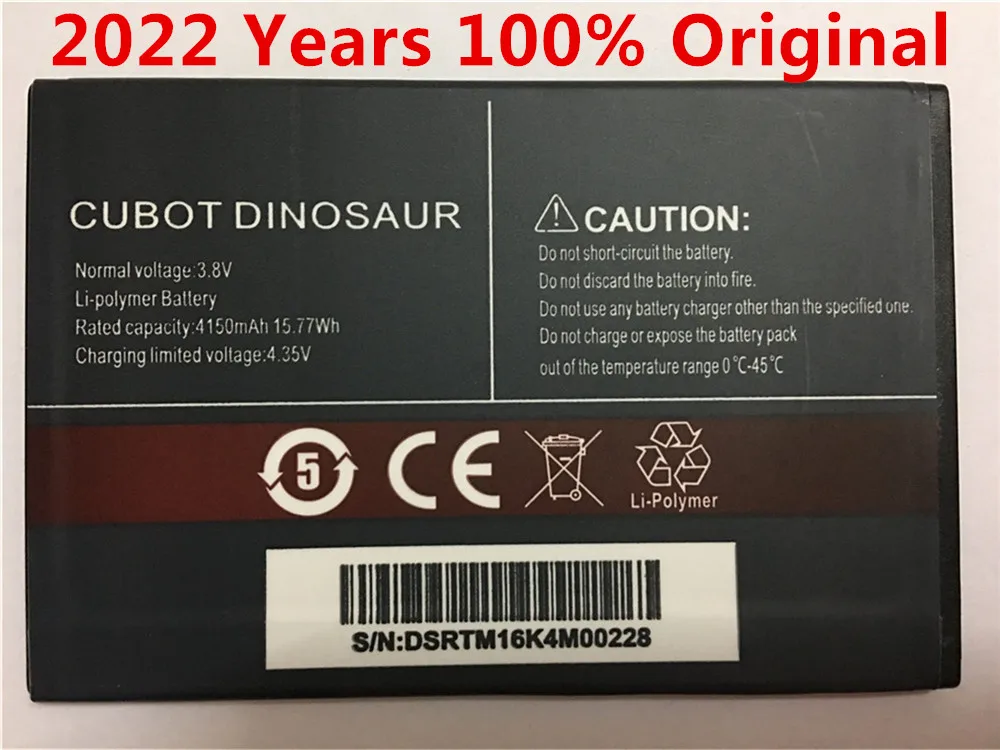 2022 Years 100% Original
CUBOT DINOSAUR
Normal voltage:3.8V
Li-polymer Battery
Rated capacity:4150mAh 15.77Wh
Charging limited voltage:4.35V
CAUTION:
Do not short-circuit the battery.
Do not discard the battery into fire.
Do not use any battery charger other than the specified one.
Do not charge or expose the battery pack
out of the temperature range 0℃-45℃
5
CE
Li-Polymer
S/N:DSRTM16K4M00228